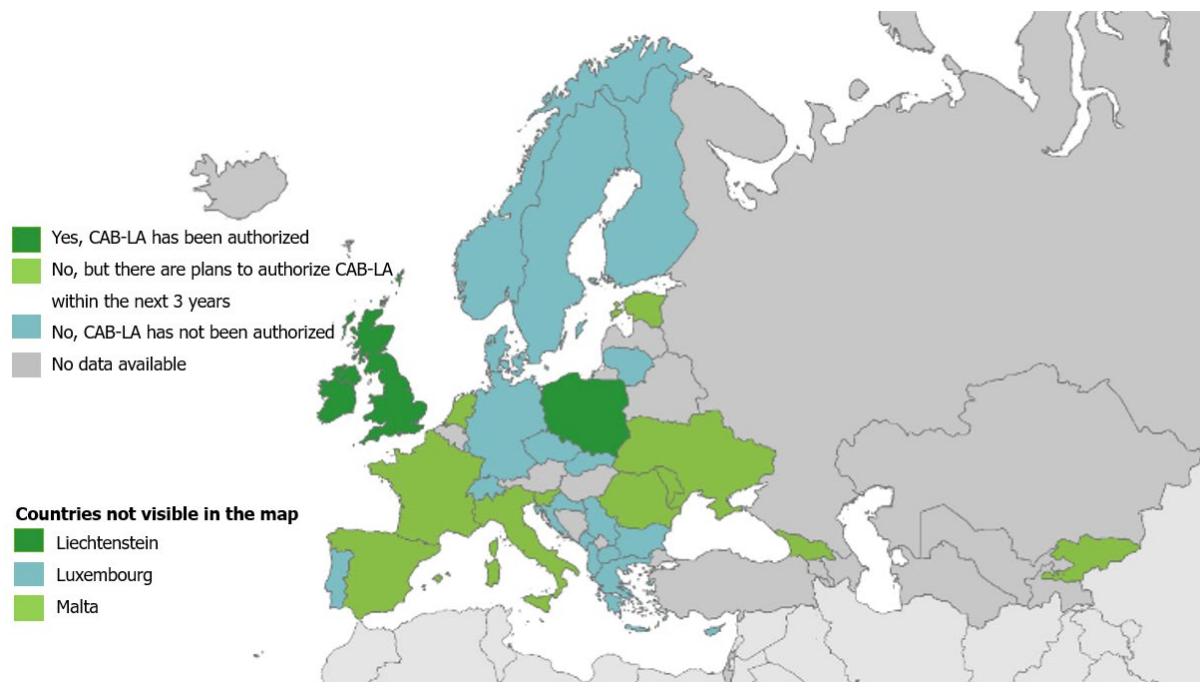 Yes, CAB-LA has been authorized
No, but there are plans to authorize CAB-LA
within the next 3 years
No, CAB-LA has not been authorized
No data available
Countries not visible in the map
Liechtenstein
Luxembourg
Malta